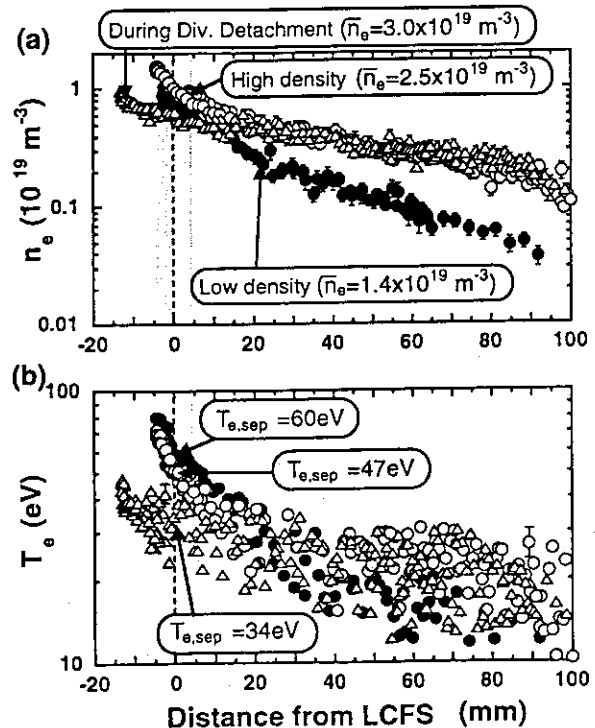 (a)
During Div. Detachment (n̅e=3.0x10^19 m^-3)
High density (n̅e=2.5x10^19 m^-3)
1
0.1
0.01
ne (10^19 m^-3)
Low density (n̅e=1.4x10^19 m^-3)
-20 0 20 40 60 80 100
(b)
100
10
Te (eV)
Te,sep =60eV
Te,sep =47eV
Te,sep =34eV
-20 0 20 40 60 80 100
Distance from LCFS (mm)